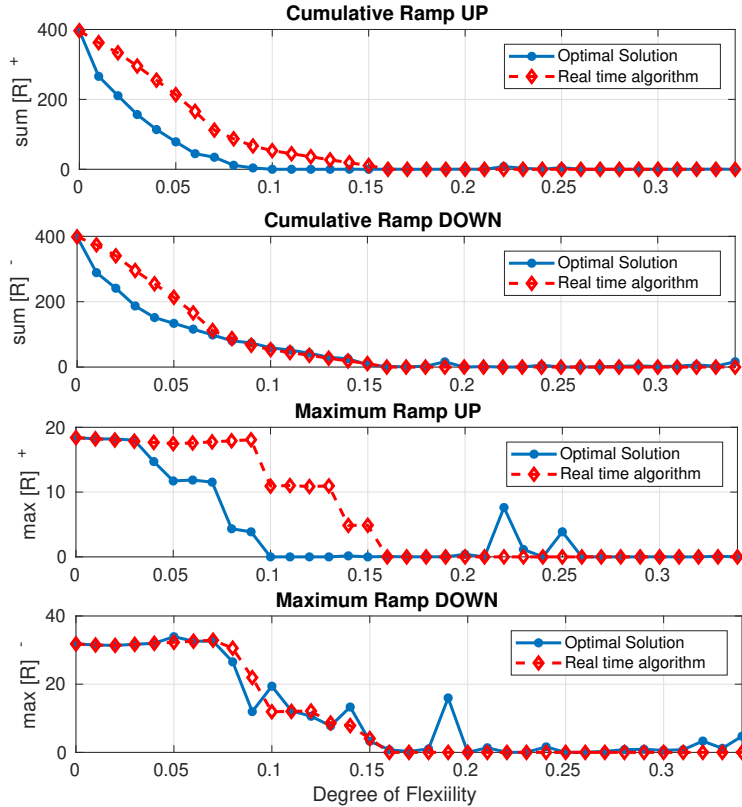 Cumulative Ramp UP
400
200
0
sum [R] +
Optimal Solution
Real time algorithm
0 0.05 0.1 0.15 0.2 0.25 0.3
Cumulative Ramp DOWN
400
200
0
sum [R] -
Optimal Solution
Real time algorithm
0 0.05 0.1 0.15 0.2 0.25 0.3
Maximum Ramp UP
20
10
0
max [R] +
Optimal Solution
Real time algorithm
0 0.05 0.1 0.15 0.2 0.25 0.3
Maximum Ramp DOWN
40
20
0
max [R] -
Optimal Solution
Real time algorithm
0 0.05 0.1 0.15 0.2 0.25 0.3
Degree of Flexiility